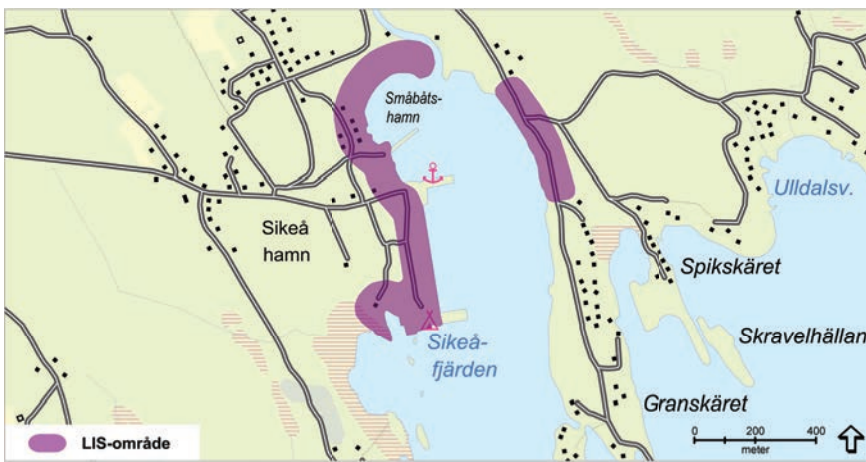 Småbåts-
hamn
Ulldalsv.
Sikeå
hamn
Spikskäret
Sikeå-
fjärden
Skravelhällan
Granskäret
LIS-område
0 200 400
meter